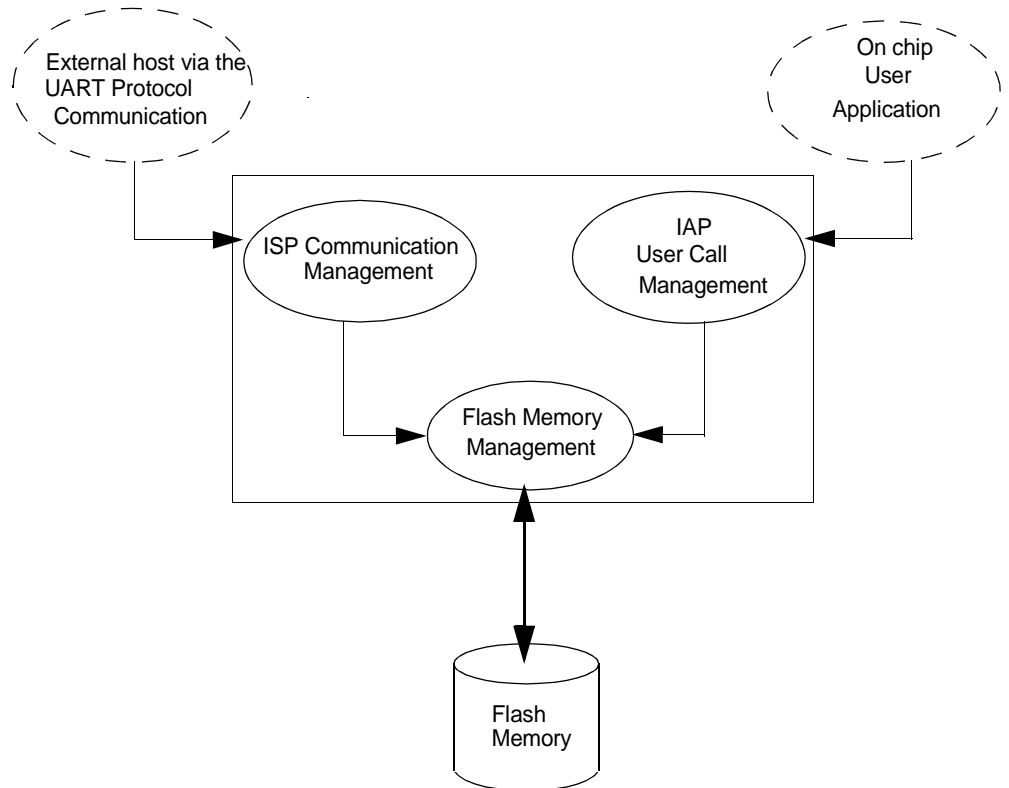 External host via the
UART Protocol
Communication
On chip
User
Application
ISP Communication
Management
IAP
User Call
Management
Flash Memory
Management
Flash
Memory